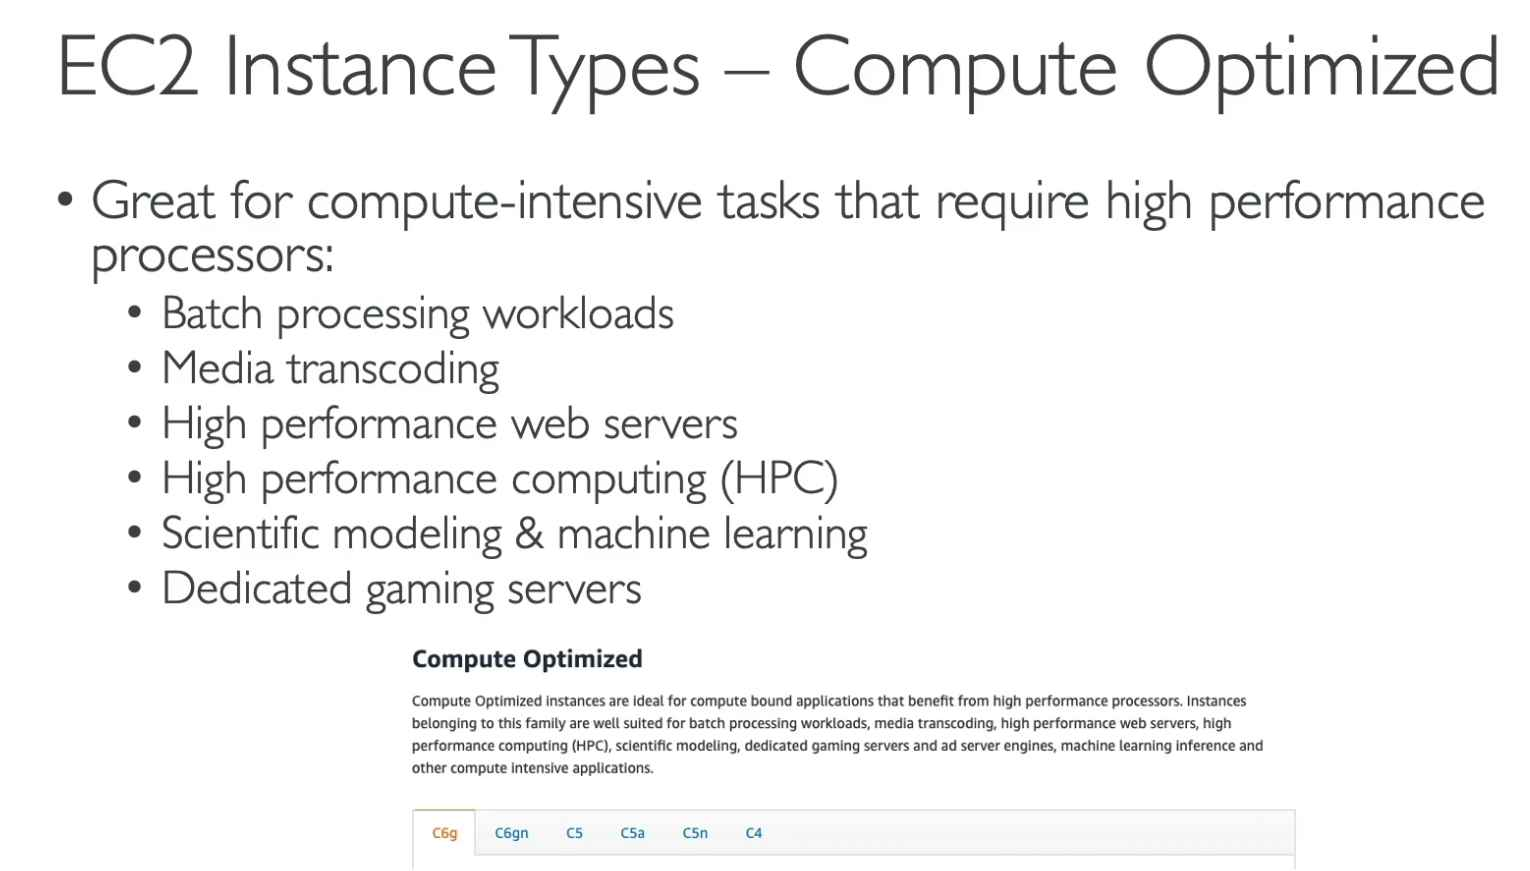 EC2 Instance Types – Compute Optimized
• Great for compute-intensive tasks that require high performance
processors:
• Batch processing workloads
• Media transcoding
• High performance web servers
• High performance computing (HPC)
• Scientific modeling & machine learning
• Dedicated gaming servers
Compute Optimized
Compute Optimized instances are ideal for compute bound applications that benefit from high performance processors. Instances
belonging to this family are well suited for batch processing workloads, media transcoding, high performance web servers, high
performance computing (HPC), scientific modeling, dedicated gaming servers and ad server engines, machine learning inference and
other compute intensive applications.
C6g C6gn C5 C5a C5n C4